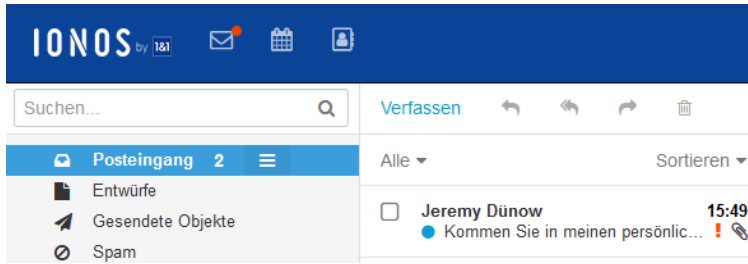 IONOS by 1&1
Suchen...
Verfassen
Posteingang 2
Alle
Sortieren
Entwürfe
Gesendete Objekte
Jeremy Dünow 15:49
Kommen Sie in meinen persönlic...
Spam